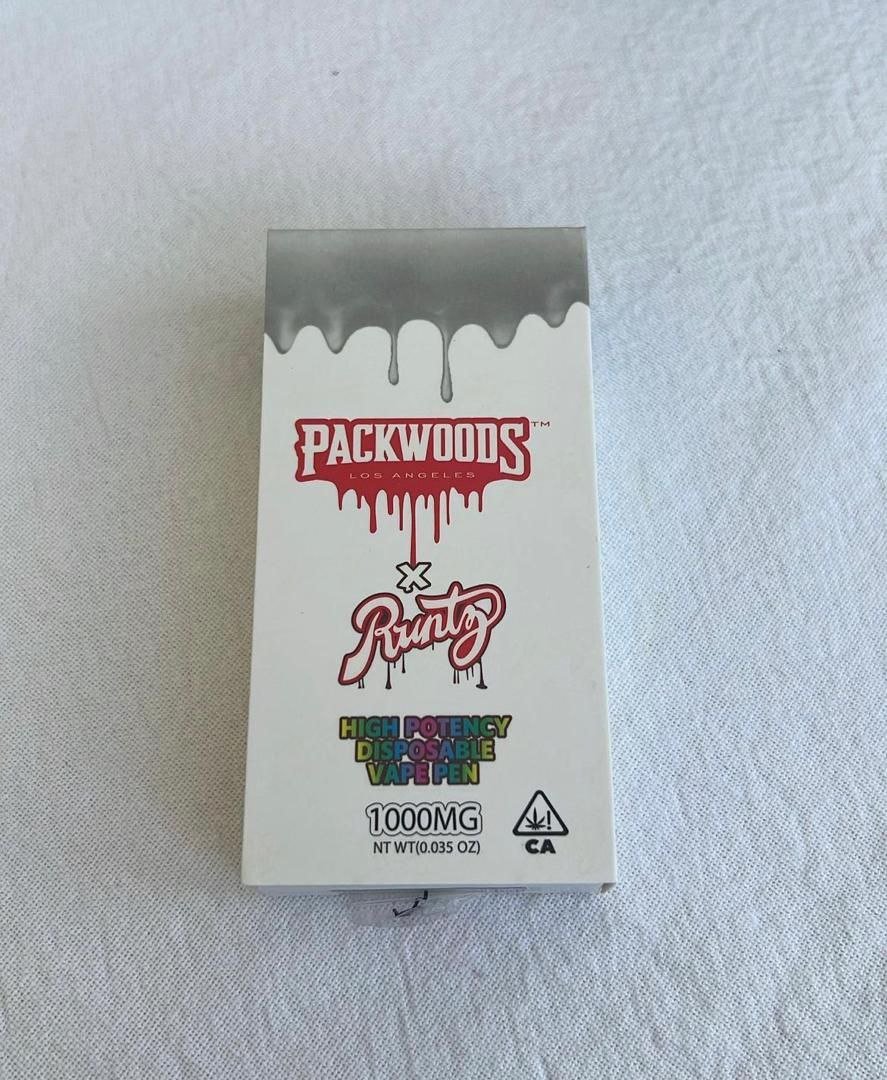 PACKWOODS™
LOS ANGELES
X
Runtz
HIGH POTENCY
DISPOSABLE
VAPE PEN
1000MG
NT WT(0.035 OZ)
!
CA